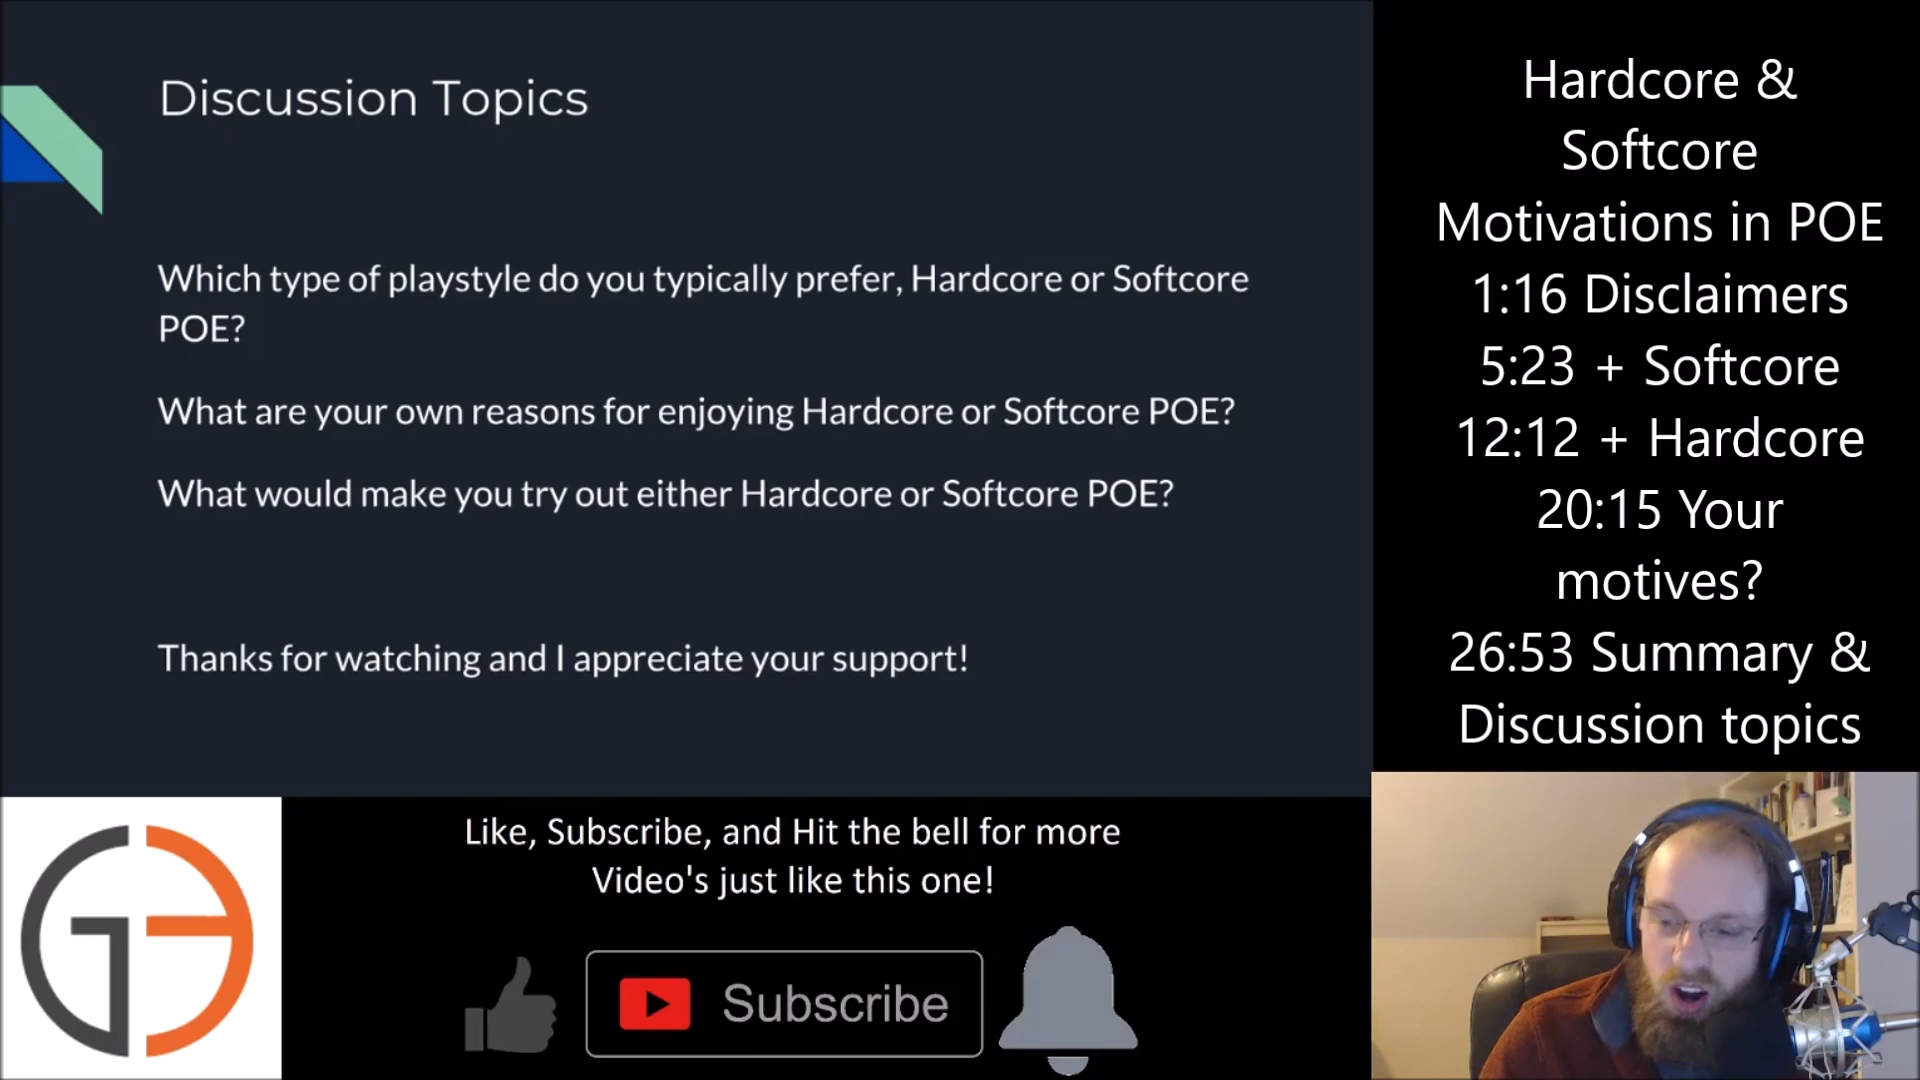 Discussion Topics
Which type of playstyle do you typically prefer, Hardcore or Softcore
POE?
What are your own reasons for enjoying Hardcore or Softcore POE?
What would make you try out either Hardcore or Softcore POE?
Thanks for watching and I appreciate your support!
Hardcore &
Softcore
Motivations in POE
1:16 Disclaimers
5:23 + Softcore
12:12 + Hardcore
20:15 Your
motives?
26:53 Summary &
Discussion topics
Like, Subscribe, and Hit the bell for more
Video's just like this one!
Subscribe